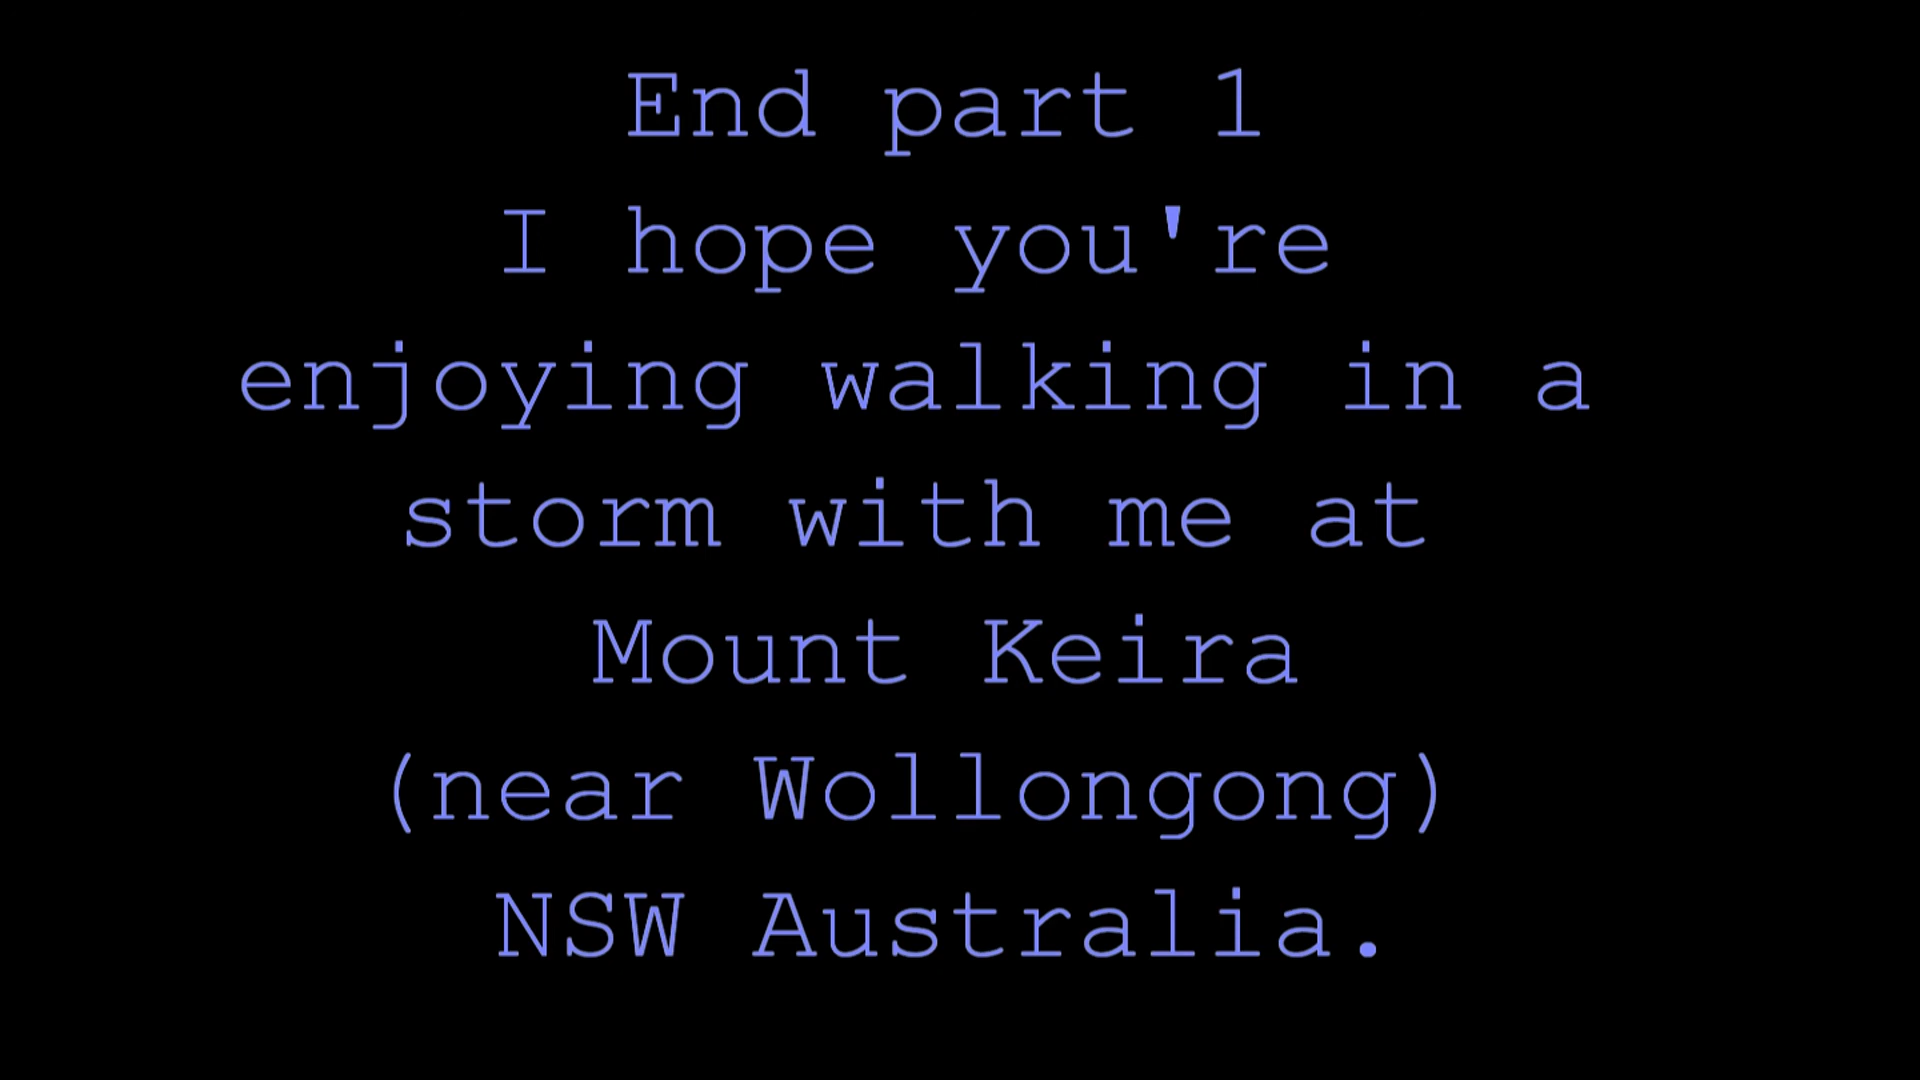 End part 1
I hope you're
enjoying walking in a
storm with me at
Mount Keira
(near Wollongong)
NSW Australia.